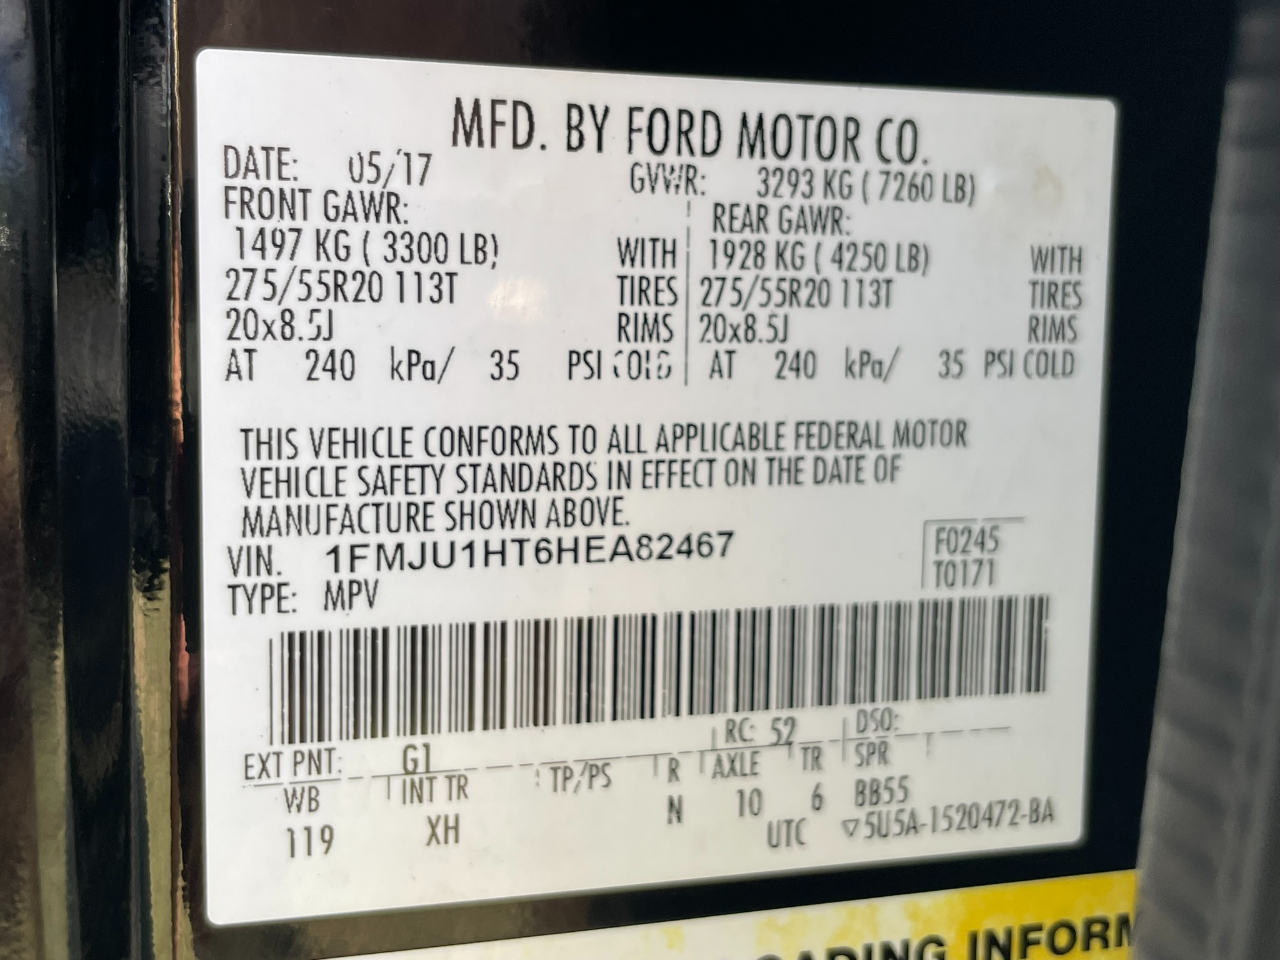 MFD. BY FORD MOTOR CO.
DATE: 05/17 GVWR: 3293 KG ( 7260 LB)
FRONT GAWR: REAR GAWR:
1497 KG ( 3300 LB) WITH 1928 KG ( 4250 LB) WITH
275/55R20 113T TIRES 275/55R20 113T TIRES
20x8.5J RIMS 20x8.5J RIMS
AT 240 kPa/ 35 PSI COLD AT 240 kPa/ 35 PSI COLD
THIS VEHICLE CONFORMS TO ALL APPLICABLE FEDERAL MOTOR
VEHICLE SAFETY STANDARDS IN EFFECT ON THE DATE OF
MANUFACTURE SHOWN ABOVE.
VIN. 1FMJU1HT6HEA82467 F0245
TYPE: MPV T0171
EXT PNT: G1 RC: 52 DSO:
WB INT TR TP/PS R AXLE TR SPR
119 XH N 10 6 BB55
UTC ▽5U5A-1520472-BA
OADING INFORM